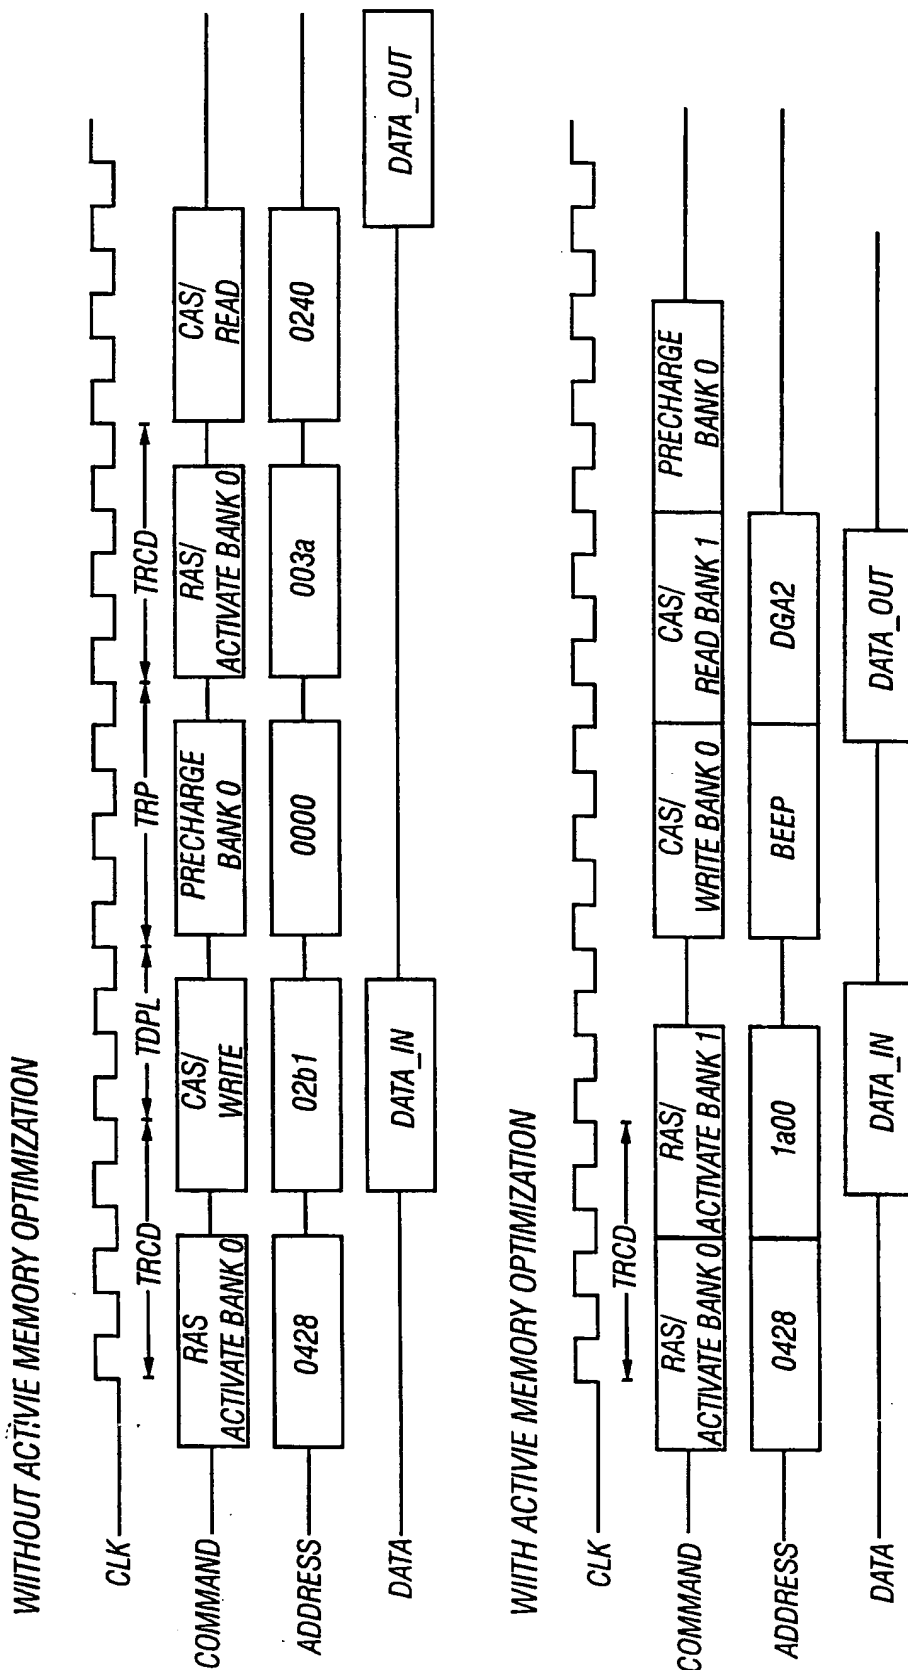 WIITHOUT ACTIVIE MEMORY OPTIMIZATION
CLK
TRCD
TDPL
TRP
TRCD
COMMAND
RAS
ACTIVATE BANK 0
CAS/
WRITE
PRECHARGE
BANK 0
RAS/
ACTIVATE BANK 0
CAS/
READ
ADDRESS
0428
02b1
0000
003a
0240
DATA
DATA_IN
DATA_OUT
WIITH ACTIVIE MEMORY OPTIMIZATION
CLK
TRCD
COMMAND
RAS/
ACTIVATE BANK 0
RAS/
ACTIVATE BANK 1
CAS/
WRITE BANK 0
CAS/
READ BANK 1
PRECHARGE
BANK 0
ADDRESS
0428
1a00
BEEP
DGA2
DATA
DATA_IN
DATA_OUT